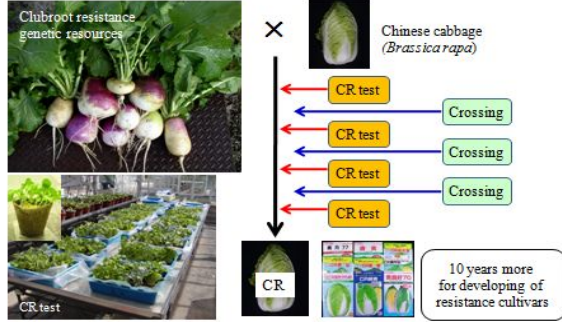 Clubroot resistance
genetic resources
×
Chinese cabbage
(Brassica rapa)
CR test
Crossing
CR test
Crossing
CR test
Crossing
CR test
CR test
CR
10 years more
for developing of
resistance cultivars